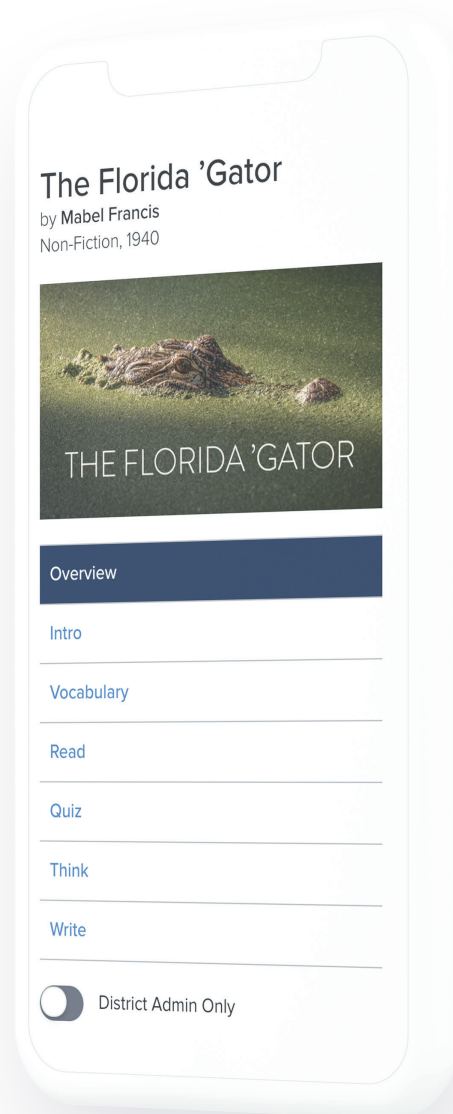 The Florida ’Gator
by Mabel Francis
Non-Fiction, 1940
THE FLORIDA ’GATOR
Overview
Intro
Vocabulary
Read
Quiz
Think
Write
District Admin Only